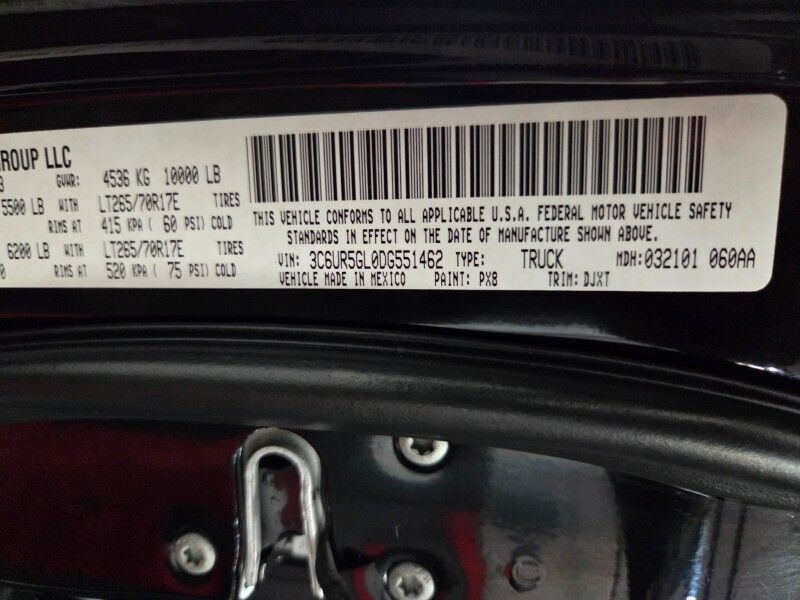 GROUP LLC
GVWR: 4536 KG 10000 LB
5500 LB WITH LT265/70R17E TIRES
RIMS AT 415 KPA ( 60 PSI) COLD
6200 LB WITH LT265/70R17E TIRES
RIMS AT 520 KPA ( 75 PSI) COLD
THIS VEHICLE CONFORMS TO ALL APPLICABLE U.S.A. FEDERAL MOTOR VEHICLE SAFETY
STANDARDS IN EFFECT ON THE DATE OF MANUFACTURE SHOWN ABOVE.
VIN: 3C6UR5GL0DG551462 TYPE: TRUCK MDH: 032101 060AA
VEHICLE MADE IN MEXICO PAINT: PX8 TRIM: DJXT